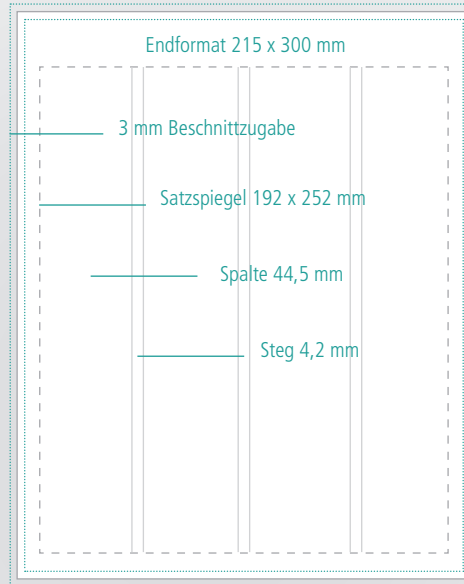 Endformat 215 x 300 mm
3 mm Beschnittzugabe
Satzspiegel 192 x 252 mm
Spalte 44,5 mm
Steg 4,2 mm